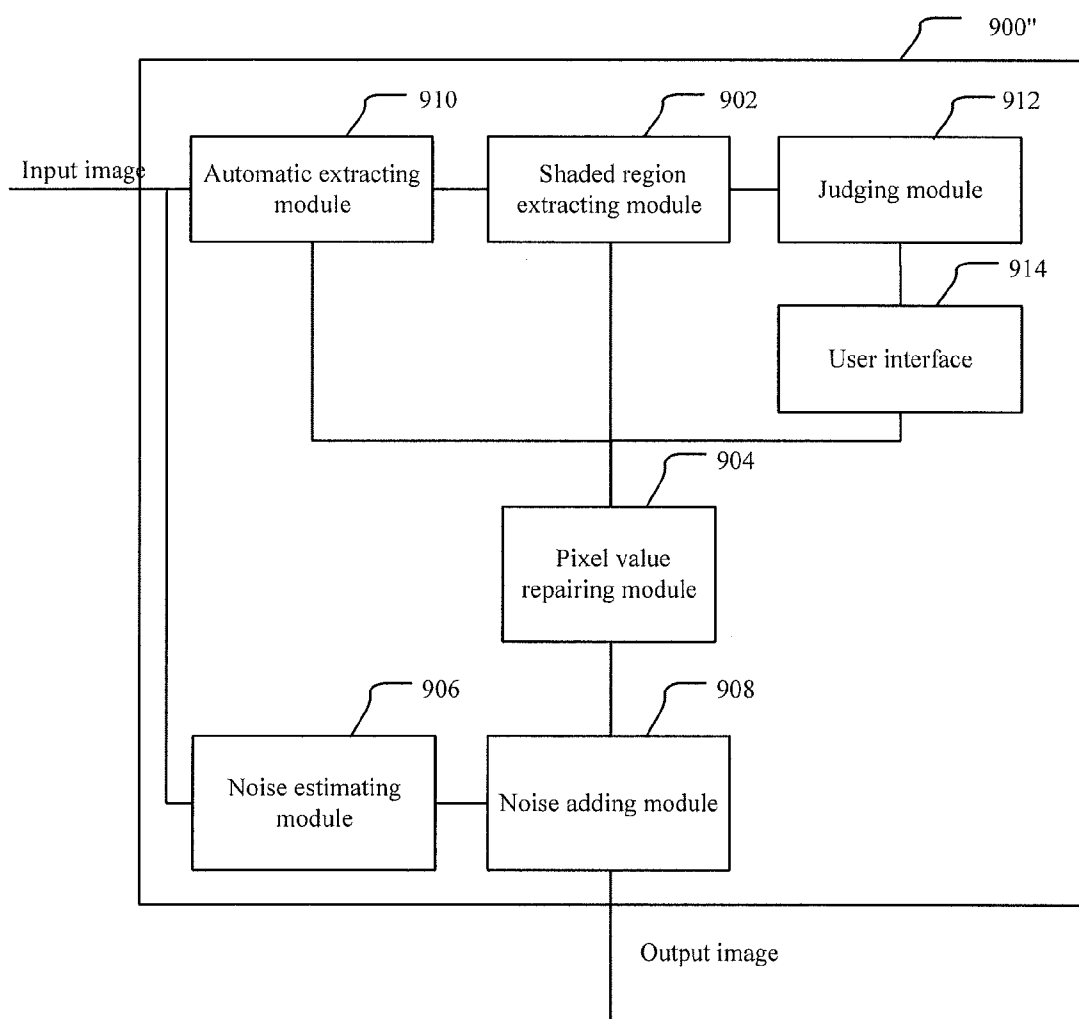 900"
910
902
912
Input image
Automatic extracting
module
Shaded region
extracting module
Judging module
914
User interface
904
Pixel value
repairing module
906
908
Noise estimating
module
Noise adding module
Output image